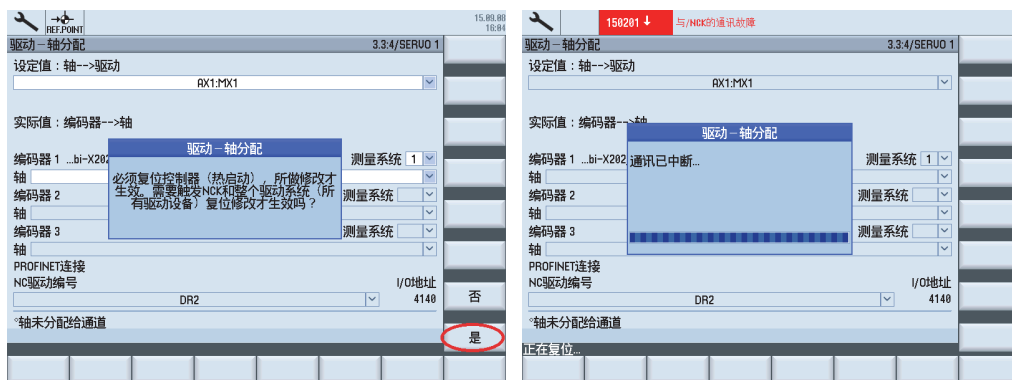 REF.POINT
15.09.08
16:04
驱动－轴分配 3.3:4/SERVO 1
设定值：轴-->驱动
AX1:MX1
实际值：编码器-->轴
驱动－轴分配
编码器 1 ...bi-X202 测量系统 1
必须复位控制器（热启动），所做修改才
生效。需要触发NCK和整个驱动系统（所
有驱动设备）复位修改才生效吗？
轴
编码器 2 测量系统
轴
编码器 3 测量系统
轴
PROFINET连接
NC驱动编号 I/O地址
DR2 4140
否
°轴未分配给通道
是
150201 ↓ 与/NCK的通讯故障
驱动－轴分配 3.3:4/SERVO 1
设定值：轴-->驱动
AX1:MX1
实际值：编码器-->轴
驱动－轴分配
编码器 1 ...bi-X202 测量系统 1
通讯已中断...
轴
编码器 2 测量系统
轴
编码器 3 测量系统
轴
PROFINET连接
NC驱动编号 I/O地址
DR2 4140
°轴未分配给通道
正在复位...